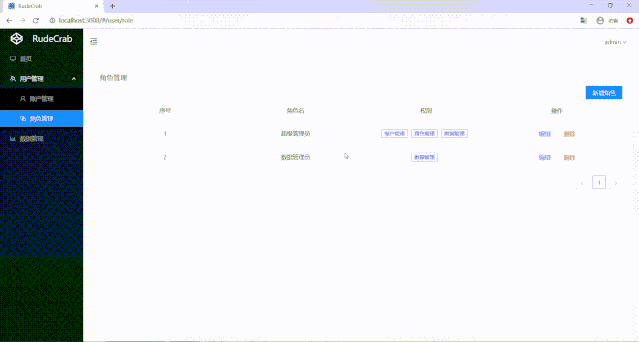 RudeCrab
localhost:3000/#/user/role
RudeCrab
admin
首页
用户管理
账户管理
角色管理
数据管理
角色管理
新增角色
序号 角色名 权限 操作
1 超级管理员 账户管理 角色管理 数据管理 编辑 删除
2 数据管理员 数据管理 编辑 删除
1